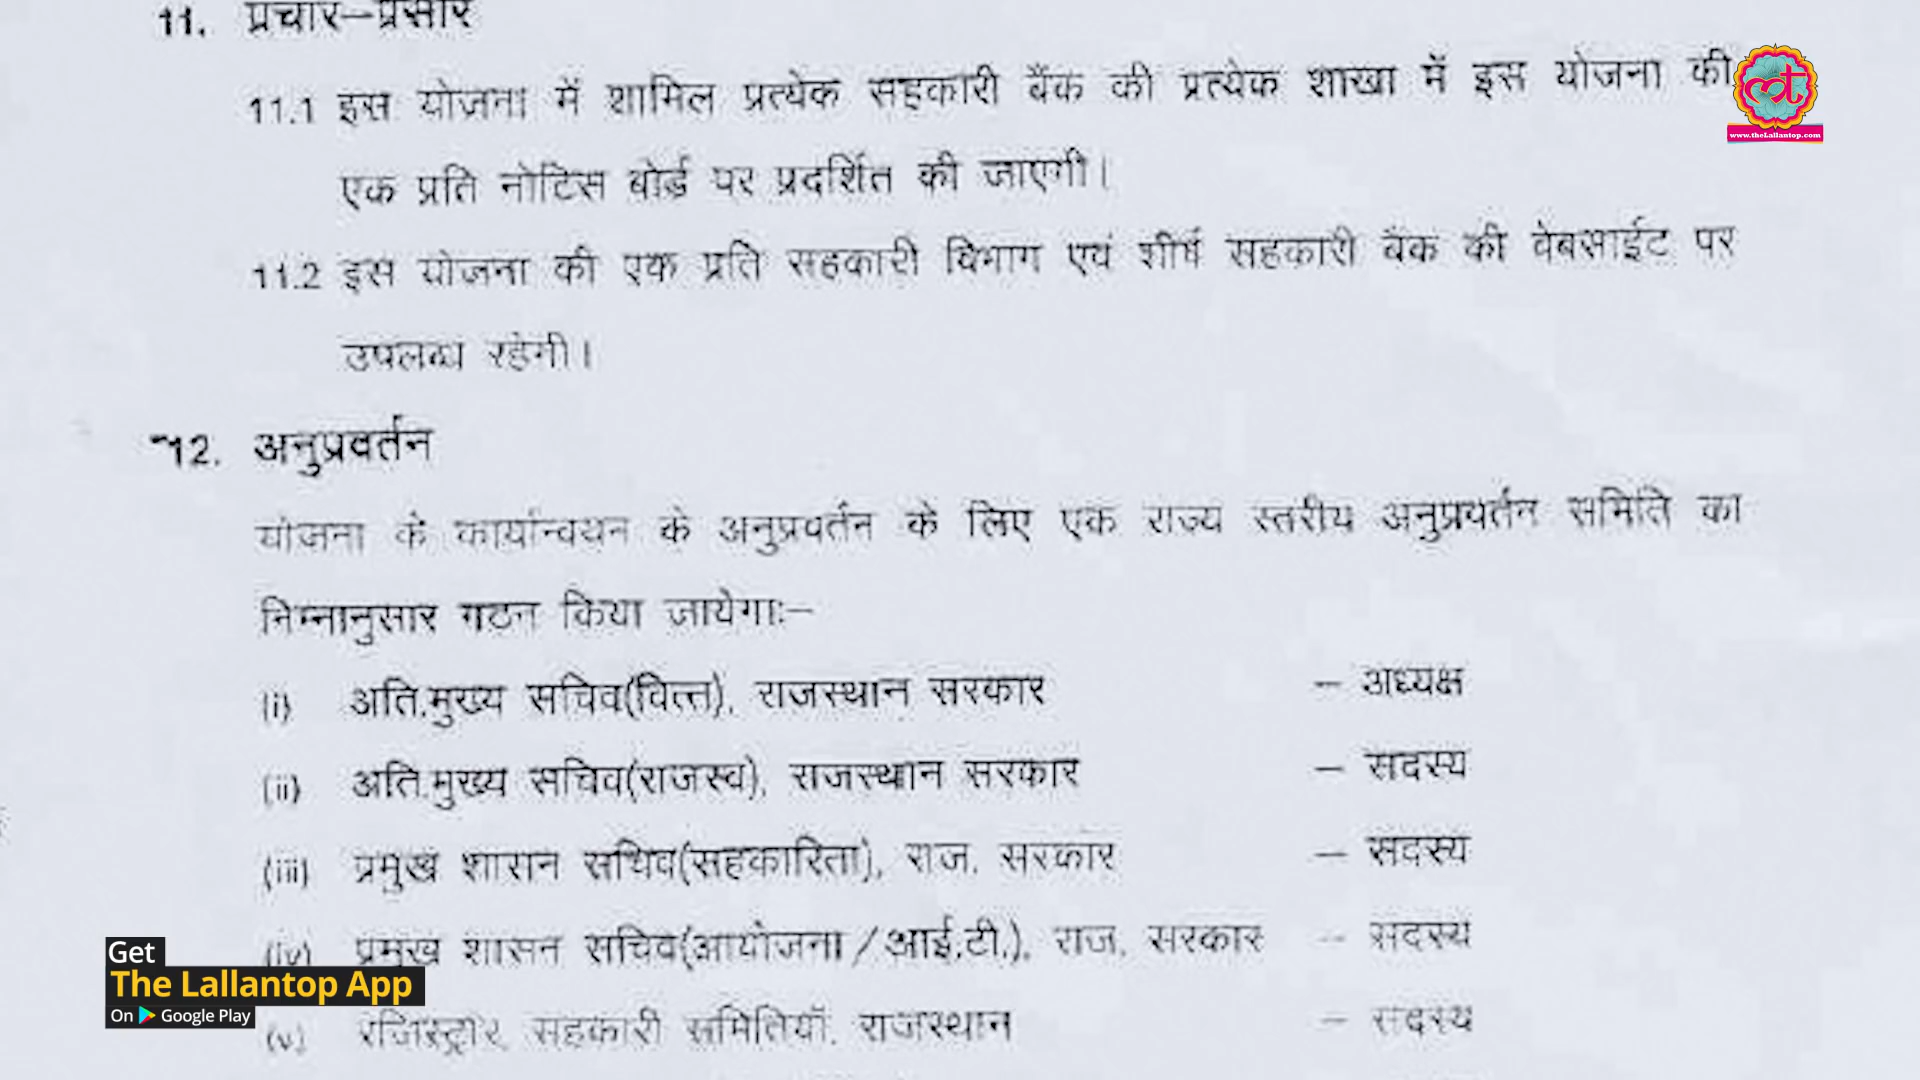 11. प्रचार–प्रसार
11.1 इस योजना में शामिल प्रत्येक सहकारी बैंक की प्रत्येक शाखा में इस योजना की
एक प्रति नोटिस बोर्ड पर प्रदर्शित की जाएगी।
11.2 इस योजना की एक प्रति सहकारी विभाग एवं शीर्ष सहकारी बैंक की वेबसाईट पर
उपलब्ध रहेगी।
12. अनुप्रवर्तन
योजना के कार्यान्वयन के अनुप्रवर्तन के लिए एक राज्य स्तरीय अनुप्रवर्तन समिति का
निम्नानुसार गठन किया जायेगाः–
(i) अति.मुख्य सचिव(वित्त), राजस्थान सरकार – अध्यक्ष
(ii) अति.मुख्य सचिव(राजस्व), राजस्थान सरकार – सदस्य
(iii) प्रमुख शासन सचिव(सहकारिता), राज. सरकार – सदस्य
(iv) प्रमुख शासन सचिव(आयोजना/आई.टी.), राज. सरकार – सदस्य
(v) रजिस्ट्रार, सहकारी समितियाँ, राजस्थान – सदस्य
lt
www.theLallantop.com
Get
The Lallantop App
On Google Play